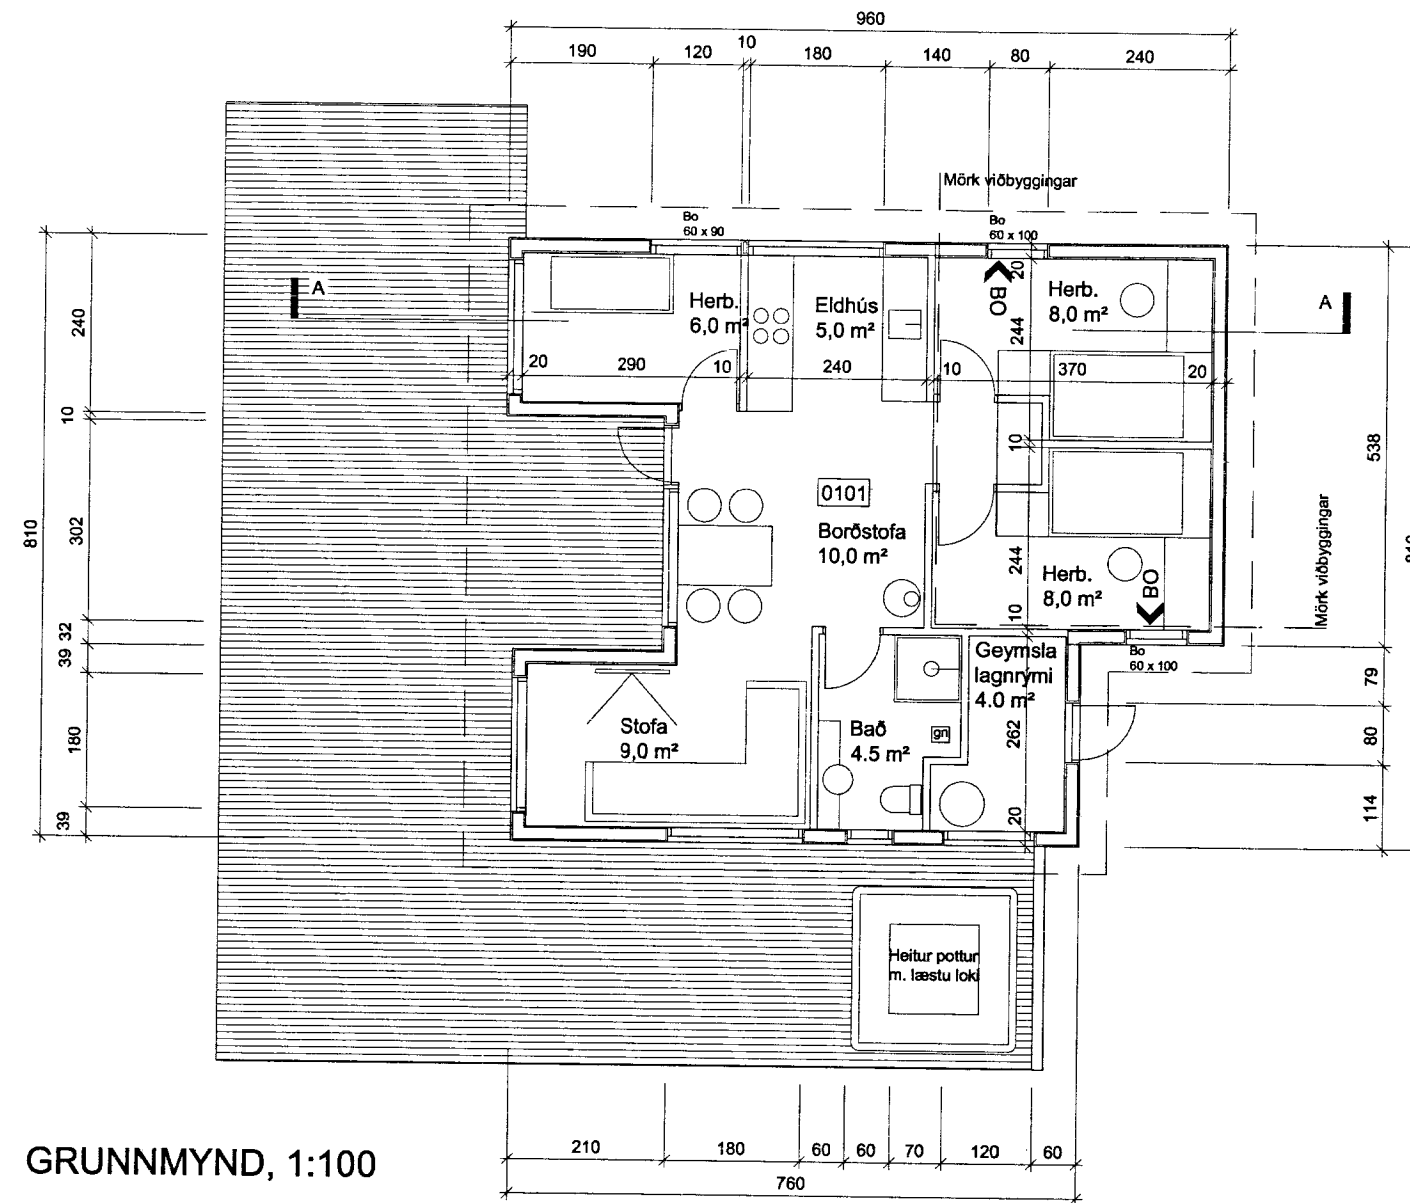 960
190
120
10
180
140
80
240
Mörk viðbyggingar
Bo
60 x 90
Bo
60 x 100
A
Herb.
6,0 m²
Eldhús
5,0 m²
20
BO
Herb.
8,0 m²
A
240
244
20
290
10
240
10
370
20
10
10
538
0101
810
302
Borðstofa
10,0 m²
244
Herb.
8,0 m²
BO
Mörk viðbyggingar
10
32
39
Geymsla
lagnrými
4.0 m²
Bo
60 x 100
79
180
Stofa
9,0 m²
Bað
4.5 m²
gn
262
80
39
20
114
Heitur pottur
m. læstu loki
GRUNNMYND, 1:100
210
180
60
60
70
120
60
760